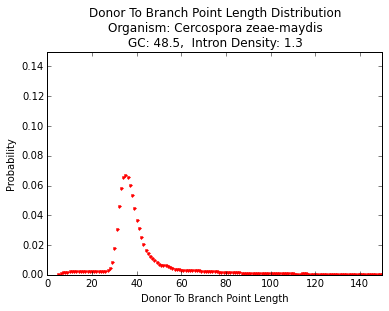 Donor To Branch Point Length Distribution
Organism: Cercospora zeae-maydis
GC: 48.5,  Intron Density: 1.3
0.14
0.12
0.10
0.08
0.06
0.04
0.02
0.00
Probability
0 20 40 60 80 100 120 140
Donor To Branch Point Length